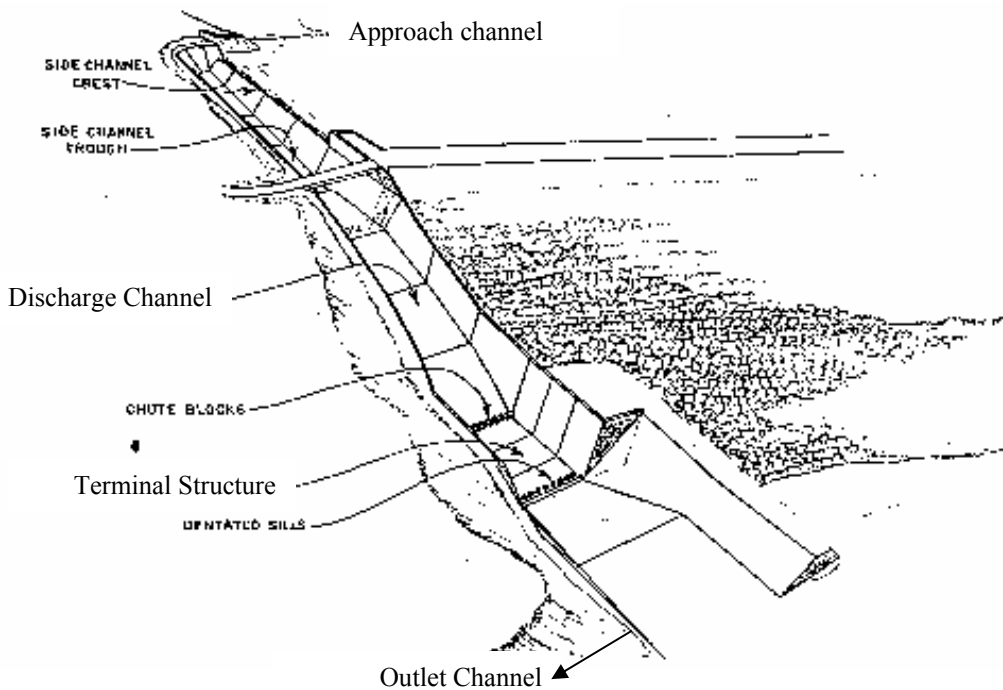 Approach channel
SIDE CHANNEL
CREST
SIDE CHANNEL
TROUGH
Discharge Channel
CHUTE BLOCKS
Terminal Structure
DENTATED SILLS
Outlet Channel